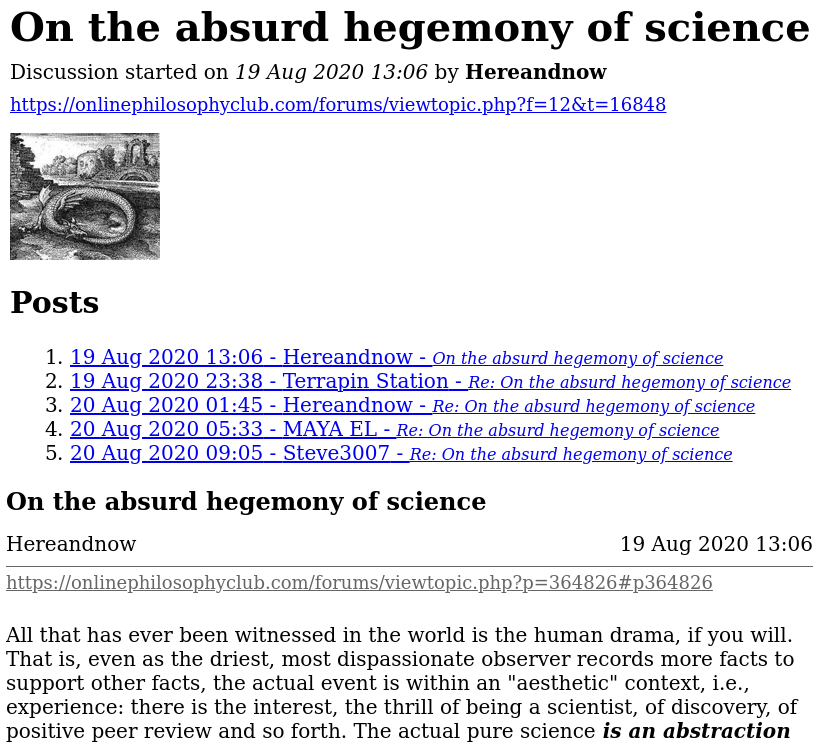 On the absurd hegemony of science
Discussion started on 19 Aug 2020 13:06 by Hereandnow
https://onlinephilosophyclub.com/forums/viewtopic.php?f=12&t=16848
Posts
1. 19 Aug 2020 13:06 - Hereandnow - On the absurd hegemony of science
2. 19 Aug 2020 23:38 - Terrapin Station - Re: On the absurd hegemony of science
3. 20 Aug 2020 01:45 - Hereandnow - Re: On the absurd hegemony of science
4. 20 Aug 2020 05:33 - MAYA EL - Re: On the absurd hegemony of science
5. 20 Aug 2020 09:05 - Steve3007 - Re: On the absurd hegemony of science
On the absurd hegemony of science
Hereandnow 19 Aug 2020 13:06
https://onlinephilosophyclub.com/forums/viewtopic.php?p=364826#p364826
All that has ever been witnessed in the world is the human drama, if you will.
That is, even as the driest, most dispassionate observer records more facts to
support other facts, the actual event is within an "aesthetic" context, i.e.,
experience: there is the interest, the thrill of being a scientist, of discovery, of
positive peer review and so forth. The actual pure science is an abstraction